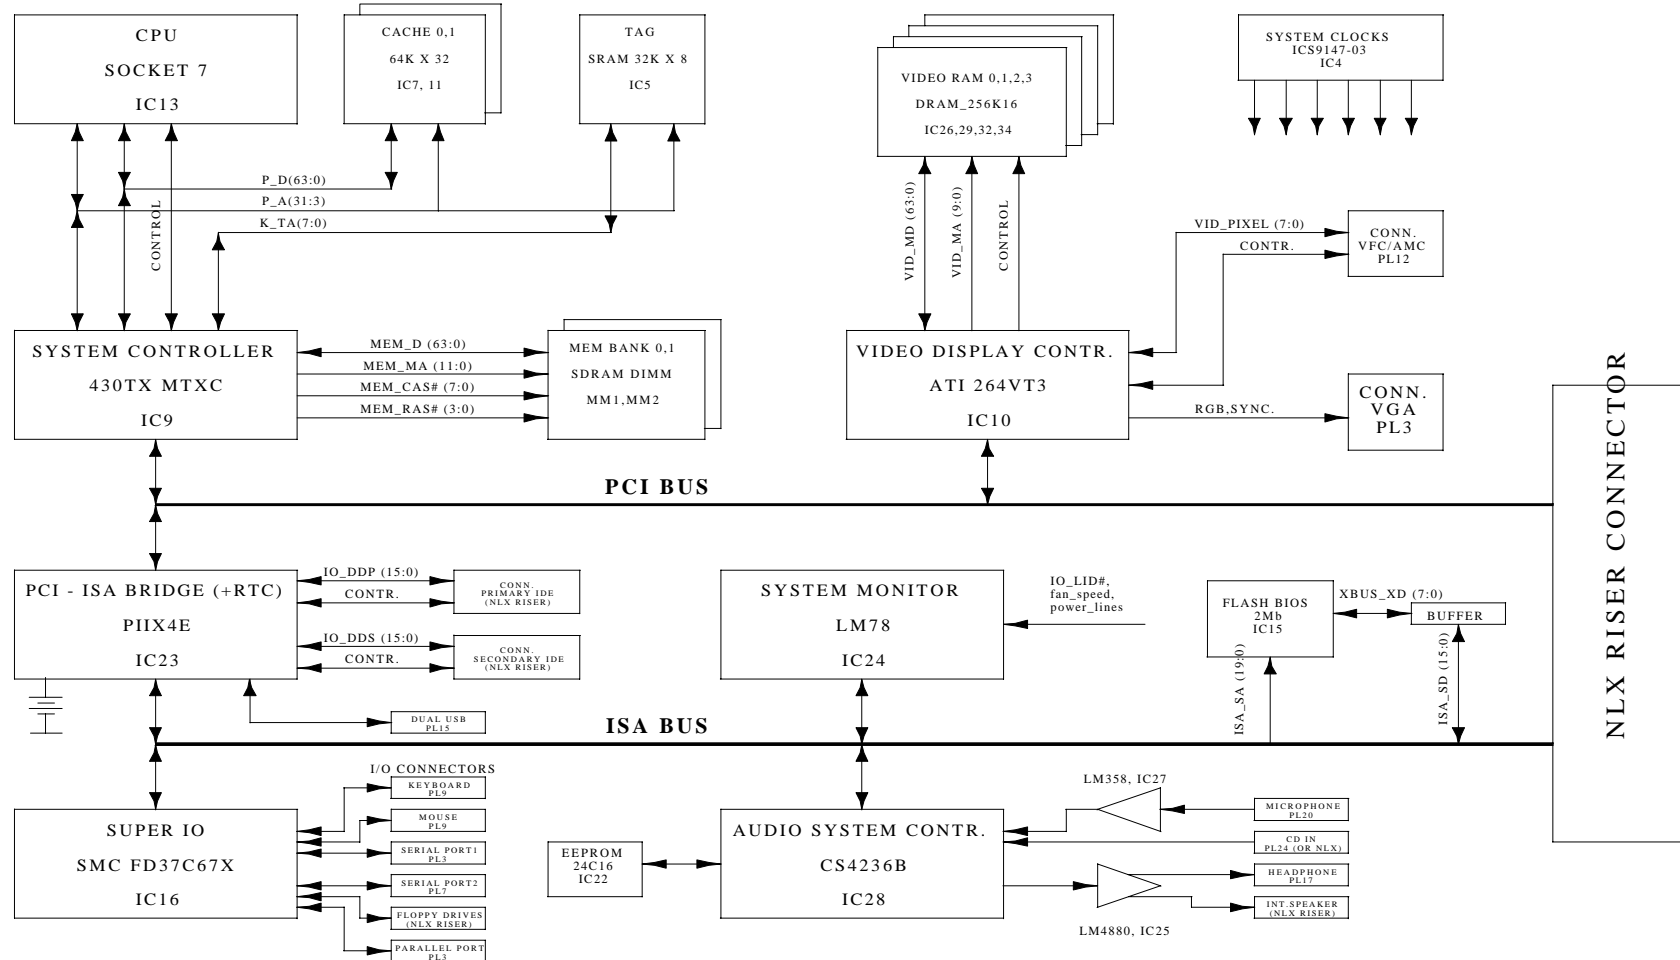 CPU
SOCKET 7
IC13
CACHE 0,1
64K X 32
IC7, 11
TAG
SRAM 32K X 8
IC5
VIDEO RAM 0,1,2,3
DRAM_256K16
IC26,29,32,34
SYSTEM CLOCKS
ICS9147-03
IC4
P_D(63:0)
P_A(31:3)
K_TA(7:0)
CONTROL
VID_MD (63:0)
VID_MA (9:0)
CONTROL
VID_PIXEL (7:0)
CONTR.
CONN.
VFC/AMC
PL12
SYSTEM CONTROLLER
430TX MTXC
IC9
MEM_D (63:0)
MEM_MA (11:0)
MEM_CAS# (7:0)
MEM_RAS# (3:0)
MEM BANK 0,1
SDRAM DIMM
MM1,MM2
VIDEO DISPLAY CONTR.
ATI 264VT3
IC10
RGB,SYNC.
CONN.
VGA
PL3
NLX RISER CONNECTOR
PCI BUS
PCI - ISA BRIDGE (+RTC)
PIIX4E
IC23
IO_DDP (15:0)
CONTR.
IO_DDS (15:0)
CONTR.
CONN.
PRIMARY IDE
(NLX RISER)
CONN.
SECONDARY IDE
(NLX RISER)
DUAL USB
PL15
SYSTEM MONITOR
LM78
IC24
IO_LID#,
fan_speed,
power_lines
FLASH BIOS
2Mb
IC15
XBUS_XD (7:0)
BUFFER
ISA_SA (19:0)
ISA_SD (15:0)
ISA BUS
SUPER IO
SMC FD37C67X
IC16
I/O CONNECTORS
KEYBOARD
PL9
MOUSE
PL9
SERIAL PORT1
PL3
SERIAL PORT2
PL7
FLOPPY DRIVES
(NLX RISER)
PARALLEL PORT
PL3
EEPROM
24C16
IC22
AUDIO SYSTEM CONTR.
CS4236B
IC28
LM358, IC27
LM4880, IC25
MICROPHONE
PL20
CD IN
PL24 (OR NLX)
HEADPHONE
PL17
INT.SPEAKER
(NLX RISER)